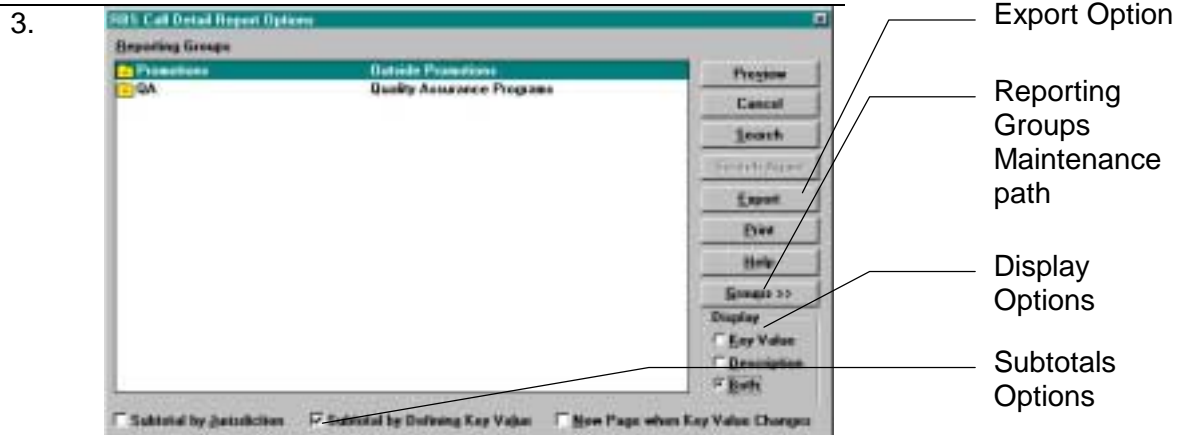 3.
RBS Call Detail Report Options
Reporting Groups
Promotions Outside Promotions
QA Quality Assurance Programs
Preview
Cancel
Search
Export
Print
Help
Groups >>
Display
Key Value
Description
Both
Subtotal by Jurisdiction Subtotal by Defining Key Value New Page when Key Value Changes
Export Option
Reporting
Groups
Maintenance
path
Display
Options
Subtotals
Options